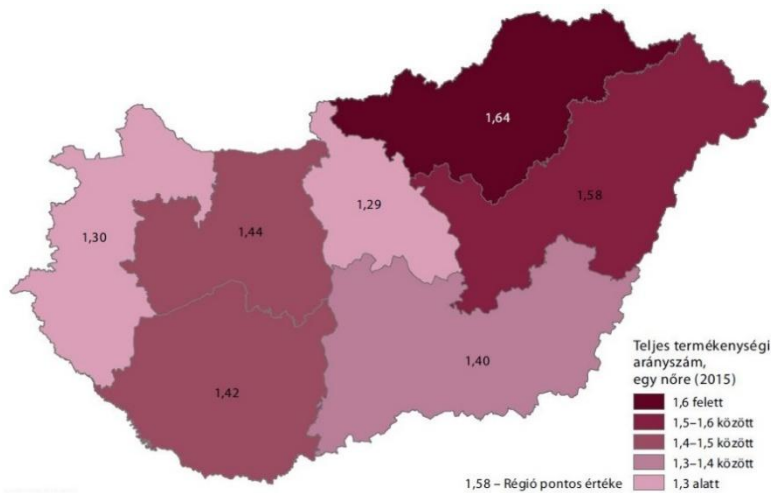 1,64
1,58
1,29
1,30
1,44
1,40
1,42
Teljes termékenységi
arányszám,
egy nőre (2015)
1,6 felett
1,5–1,6 között
1,4–1,5 között
1,3–1,4 között
1,3 alatt
1,58 – Régió pontos értéke